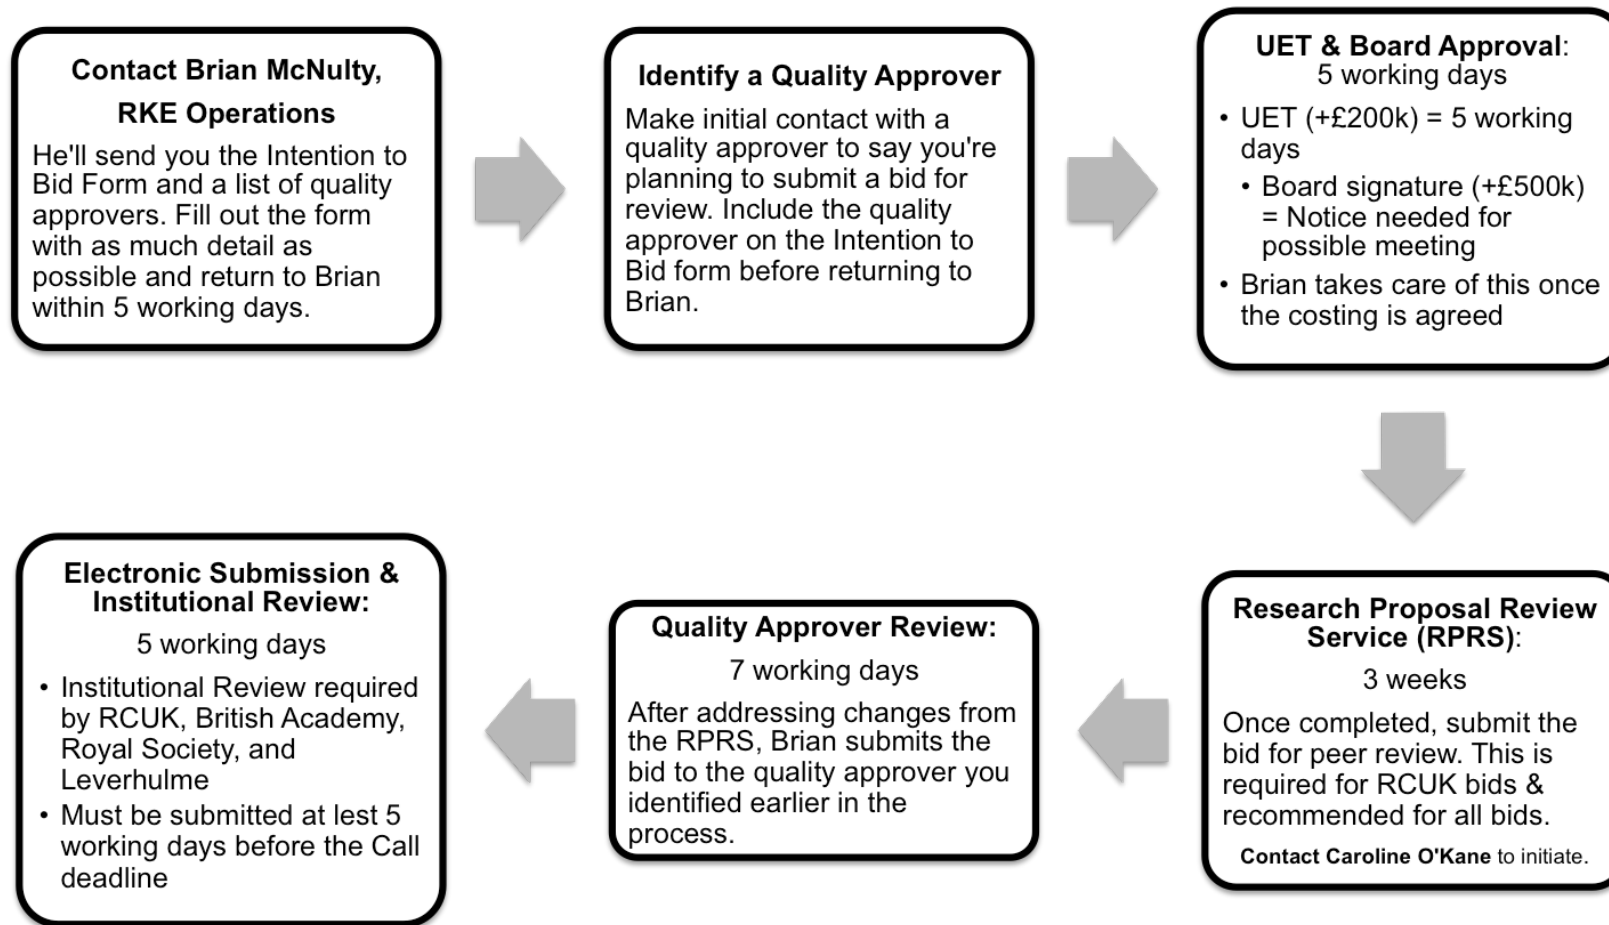 Contact Brian McNulty,
RKE Operations
He'll send you the Intention to
Bid Form and a list of quality
approvers. Fill out the form
with as much detail as
possible and return to Brian
within 5 working days.
Identify a Quality Approver
Make initial contact with a
quality approver to say you're
planning to submit a bid for
review. Include the quality
approver on the Intention to
Bid form before returning to
Brian.
UET & Board Approval:
5 working days
• UET (+£200k) = 5 working
days
• Board signature (+£500k)
= Notice needed for
possible meeting
• Brian takes care of this once
the costing is agreed
Research Proposal Review
Service (RPRS):
3 weeks
Once completed, submit the
bid for peer review. This is
required for RCUK bids &
recommended for all bids.
Contact Caroline O'Kane to initiate.
Quality Approver Review:
7 working days
After addressing changes from
the RPRS, Brian submits the
bid to the quality approver you
identified earlier in the
process.
Electronic Submission &
Institutional Review:
5 working days
• Institutional Review required
by RCUK, British Academy,
Royal Society, and
Leverhulme
• Must be submitted at lest 5
working days before the Call
deadline